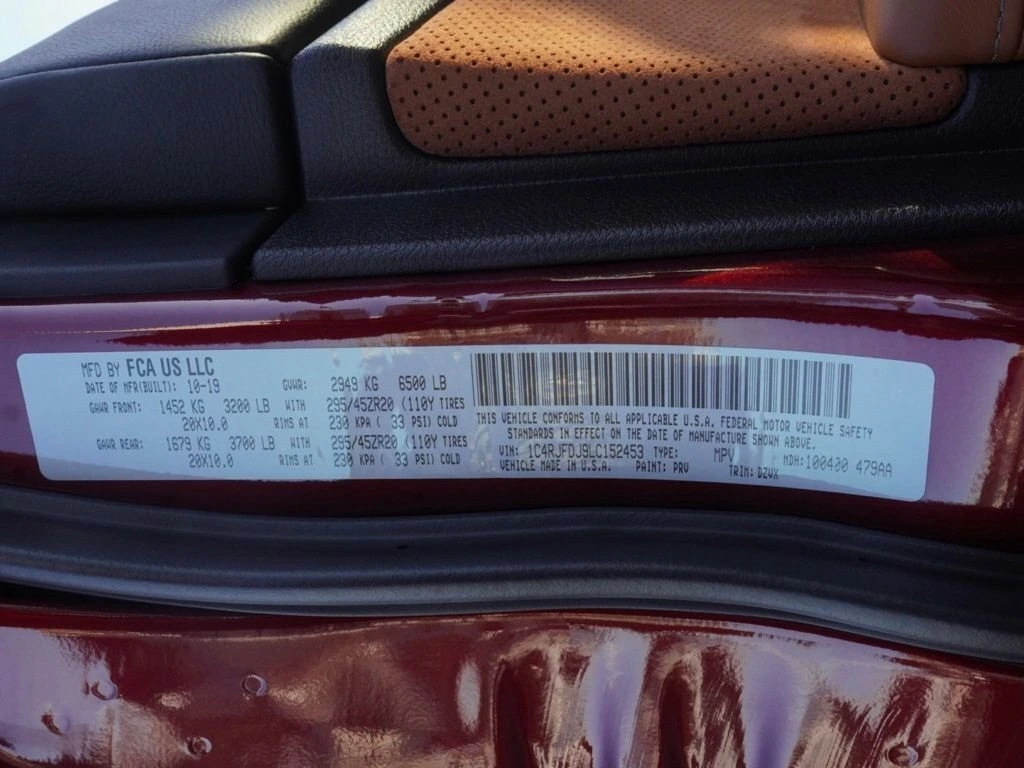 MFD BY FCA US LLC
DATE OF MFR(BUILT): 10-19 GVWR: 2949 KG 6500 LB
GAWR FRONT: 1452 KG 3200 LB WITH 295/45ZR20 (110Y TIRES
20X10.0 RIMS AT 230 KPA ( 33 PSI) COLD
GAWR REAR: 1679 KG 3700 LB WITH 295/45ZR20 (110Y TIRES
20X10.0 RIMS AT 230 KPA ( 33 PSI) COLD
THIS VEHICLE CONFORMS TO ALL APPLICABLE U.S.A. FEDERAL MOTOR VEHICLE SAFETY
STANDARDS IN EFFECT ON THE DATE OF MANUFACTURE SHOWN ABOVE.
VIN: 1C4RJFDJ9LC152453 TYPE: MPV MDH:100400 479AA
VEHICLE MADE IN U.S.A. PAINT: PRV TRIM: DZVX